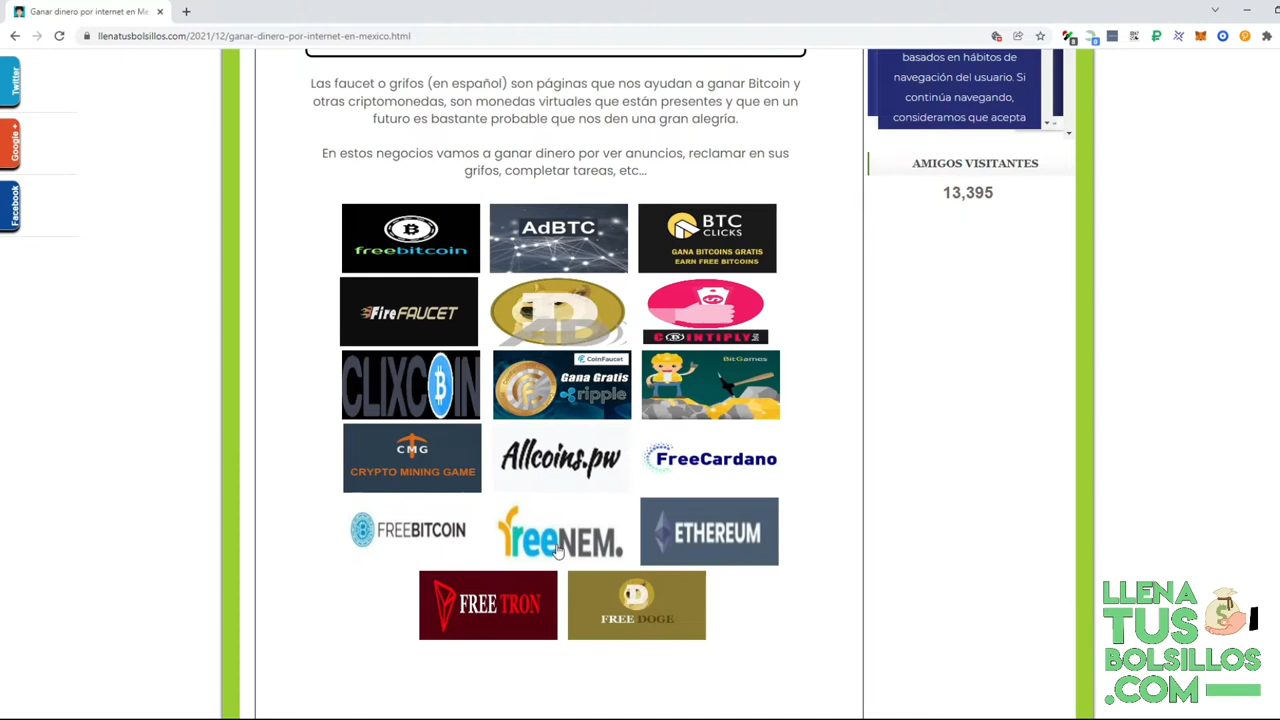 Ganar dinero por internet en Me
llenatusbolsillos.com/2021/12/ganar-dinero-por-internet-en-mexico.html
Twitter
Google +
Facebook
Las faucet o grifos (en español) son páginas que nos ayudan a ganar Bitcoin y
otras criptomonedas, son monedas virtuales que están presentes y que en un
futuro es bastante probable que nos den una gran alegría.
En estos negocios vamos a ganar dinero por ver anuncios, reclamar en sus
grifos, completar tareas, etc...
basados en hábitos de
navegación del usuario. Si
continúa navegando,
consideramos que acepta
AMIGOS VISITANTES
13,395
freebitcoin
AdBTC
BTC
CLICKS
GANA BITCOINS GRATIS
EARN FREE BITCOINS
FireFAUCET
AD
COINTIPLY
CLIXCOIN
CoinFaucet
Gana Gratis
ripple
BitGames
CMG
CRYPTO MINING GAME
Allcoins.pw
FreeCardano
FREEBITCOIN
freeNEM.
ETHEREUM
FREE TRON
FREE DOGE
LLENA
TUS
BOLSILLOS
.COM